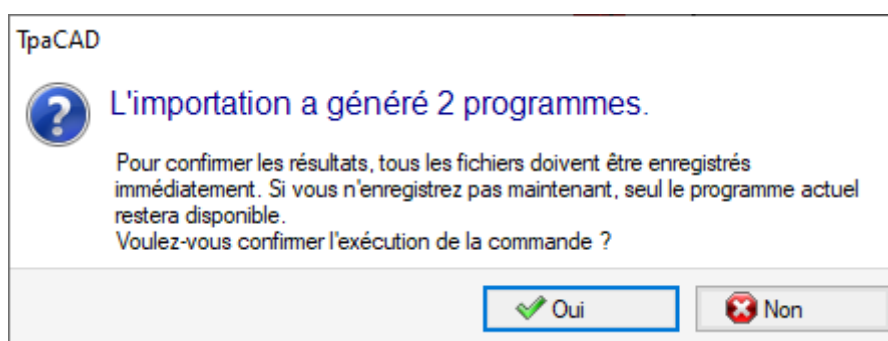 TpaCAD
L'importation a généré 2 programmes.
Pour confirmer les résultats, tous les fichiers doivent être enregistrés
immédiatement. Si vous n'enregistrez pas maintenant, seul le programme actuel
restera disponible.
Voulez-vous confirmer l'exécution de la commande ?
Oui
Non